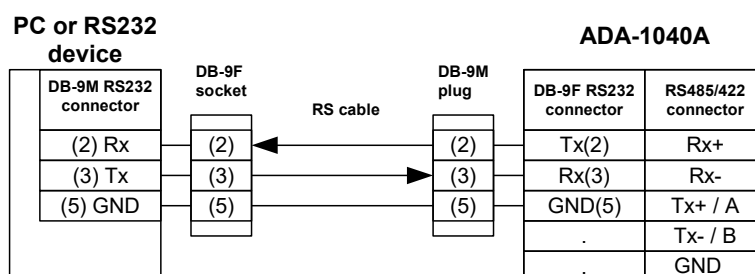 PC or RS232
device
ADA-1040A
DB-9M RS232
connector
DB-9F
socket
RS cable
DB-9M
plug
DB-9F RS232
connector
RS485/422
connector
(2) Rx
(2)
(2)
Tx(2)
Rx+
(3) Tx
(3)
(3)
Rx(3)
Rx-
(5) GND
(5)
(5)
GND(5)
Tx+ / A
.
Tx- / B
.
GND